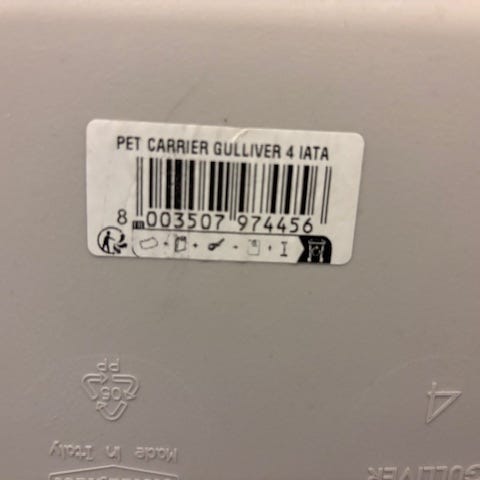 PET CARRIER GULLIVER 4 IATA
8 003507 974456
4
PP
Made in Italy
GULLIVER